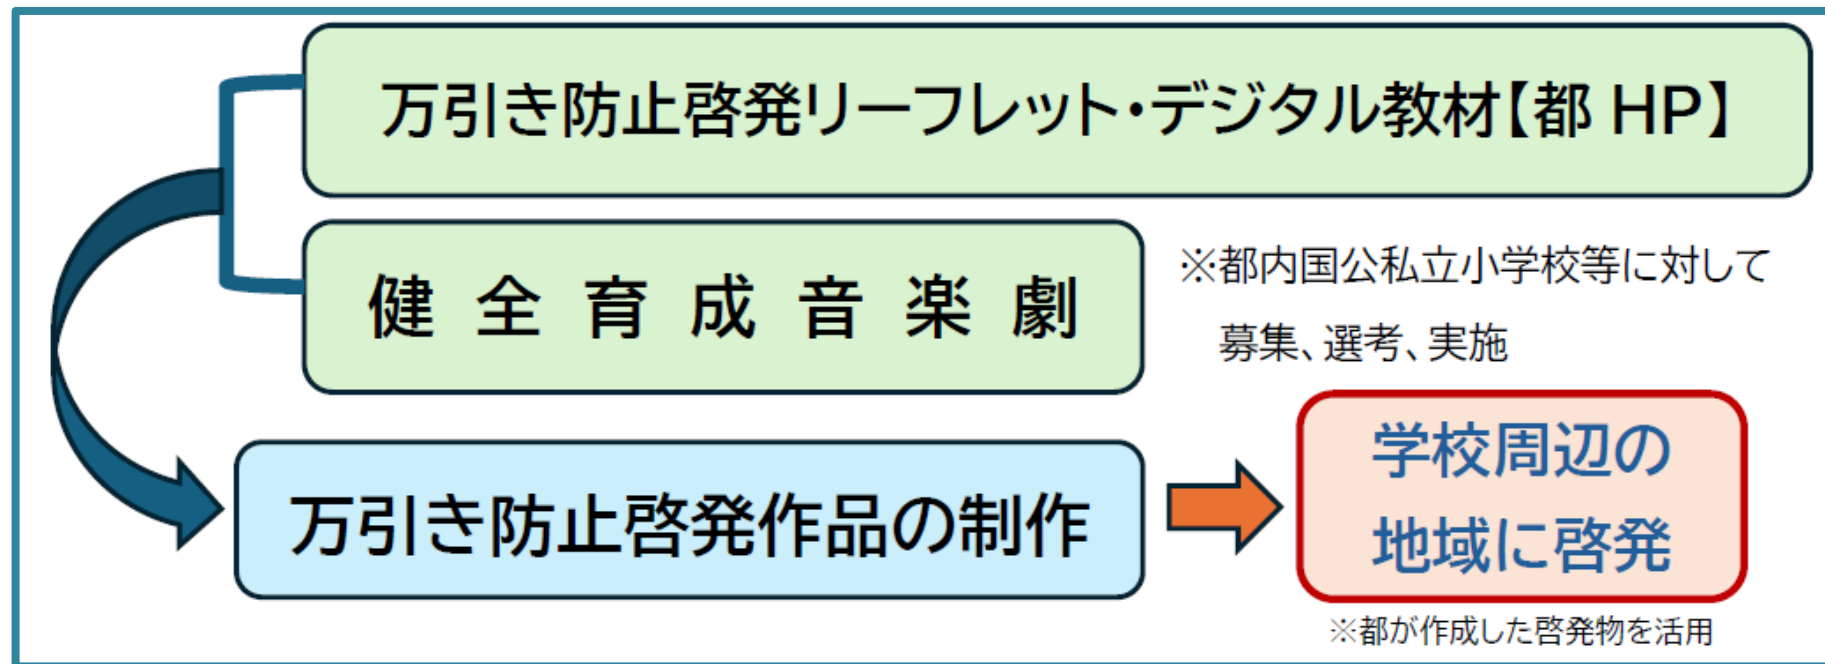 万引き防止啓発リーフレット・デジタル教材【都 HP】
健 全 育 成 音 楽 劇
※都内国公私立小学校等に対して
募集、選考、実施
万引き防止啓発作品の制作
学校周辺の
地域に啓発
※都が作成した啓発物を活用